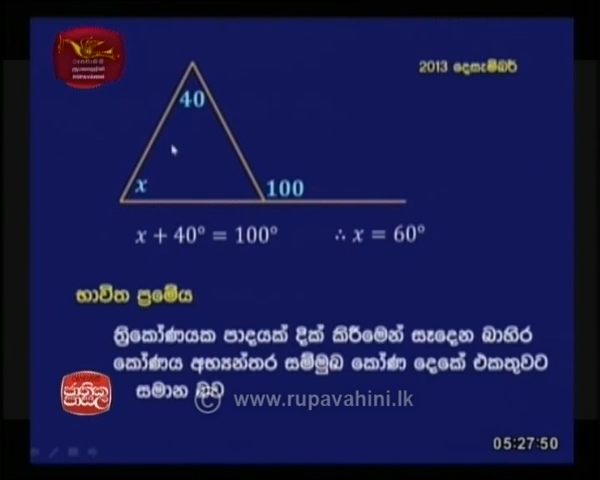 2013 දෙසැම්බර්
40
x
100
x + 40° = 100°
∴ x = 60°
භාවිත ප්‍රමේය
ත්‍රිකෝණයක පාදයක් දික් කිරීමෙන් සෑදෙන බාහිර
කෝණය අභ්‍යන්තර සම්මුඛ කෝණ දෙකේ එකතුවට
සමාන බව
ජාතික
පාසල
© www.rupavahini.lk
05:27:50